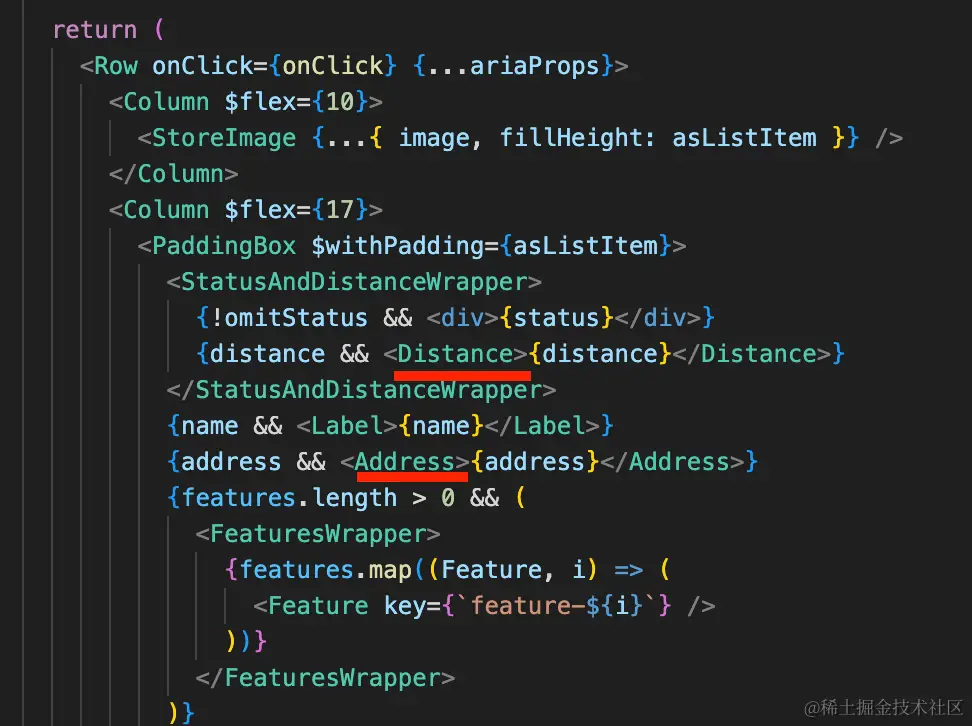 return (
<Row onClick={onClick} {...ariaProps}>
<Column $flex={10}>
<StoreImage {...{ image, fillHeight: asListItem }} />
</Column>
<Column $flex={17}>
<PaddingBox $withPadding={asListItem}>
<StatusAndDistanceWrapper>
{!omitStatus && <div>{status}</div>}
{distance && <Distance>{distance}</Distance>}
</StatusAndDistanceWrapper>
{name && <Label>{name}</Label>}
{address && <Address>{address}</Address>}
{features.length > 0 && (
<FeaturesWrapper>
{features.map((Feature, i) => (
<Feature key={`feature-${i}`} />
))}
</FeaturesWrapper>
)}
@稀土掘金技术社区